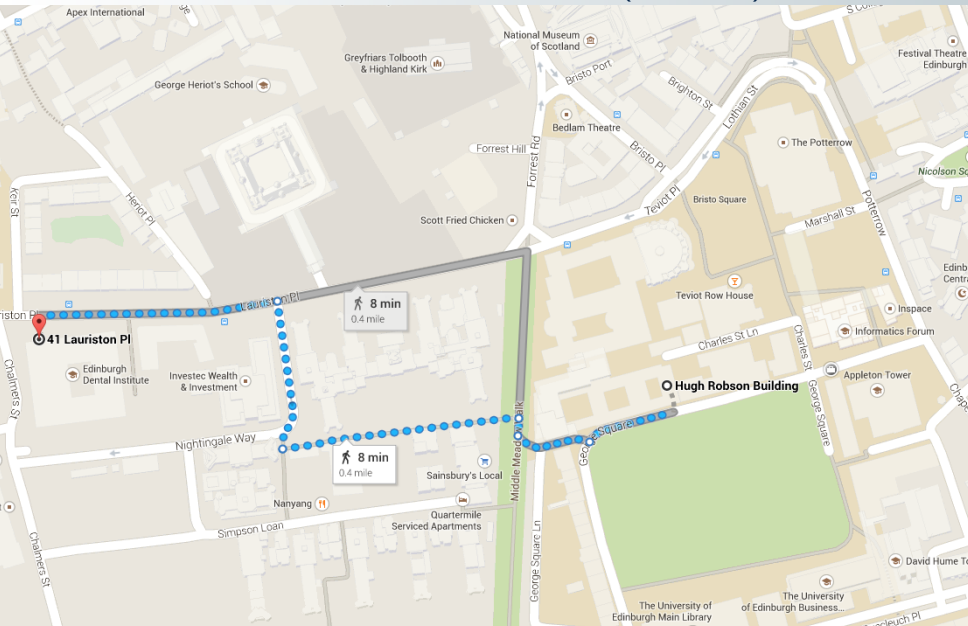 Apex International
George Heriot's School
Greyfriars Tolbooth
& Highland Kirk
National Museum
of Scotland
Bristo Port
Brighton St
Lothian St
Festival Theatre
Edinburgh
The Potterrow
Bedlam Theatre
Forrest Hill
Forrest Rd
Bristo Pl
Nicolson Sq
Keir St
Heriot Pl
Scott Fried Chicken
Teviot Pl
Bristo Square
Marshall St
Potterrow
Lauriston Pl
8 min
0.4 mile
Teviot Row House
Inspace
Informatics Forum
Charles St Ln
Charles St
41 Lauriston Pl
Edinburgh
Dental Institute
Investec Wealth
& Investment
Hugh Robson Building
Appleton Tower
Chalmers St
George Square
George Square
Nightingale Way
8 min
0.4 mile
Sainsbury's Local
Middle Meadow Walk
Nanyang
Quartermile
Serviced Apartments
Simpson Loan
Chalmers St
George Square Ln
David Hume To
The University
of Edinburgh Business...
The University of
Edinburgh Main Library